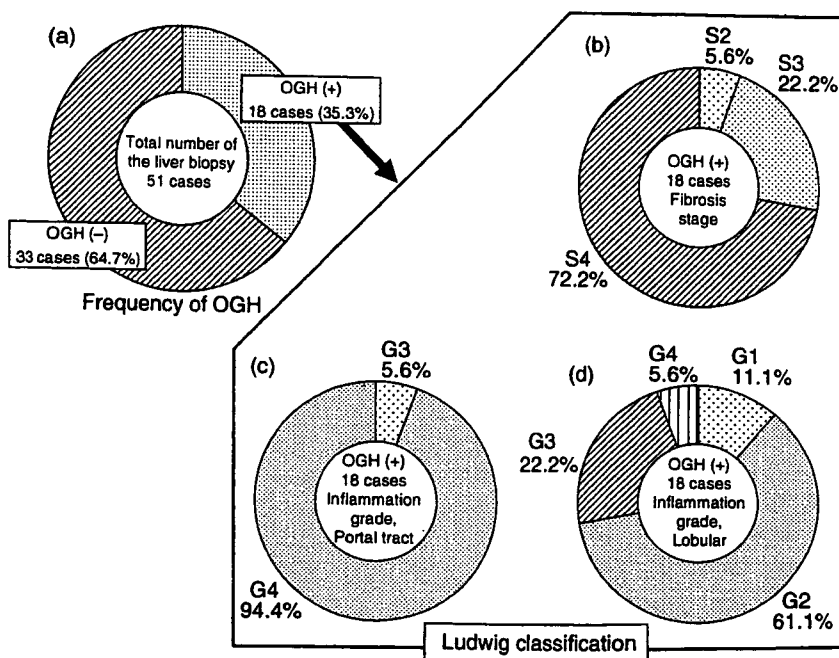 (a)
OGH (+)
18 cases (35.3%)
Total number of
the liver biopsy
51 cases
OGH (–)
33 cases (64.7%)
Frequency of OGH
(b)
S2
5.6%
S3
22.2%
OGH (+)
18 cases
Fibrosis
stage
S4
72.2%
(c)
G3
5.6%
OGH (+)
18 cases
Inflammation
grade,
Portal tract
G4
94.4%
(d)
G4
5.6%
G1
11.1%
G3
22.2%
OGH (+)
18 cases
Inflammation
grade,
Lobular
G2
61.1%
Ludwig classification